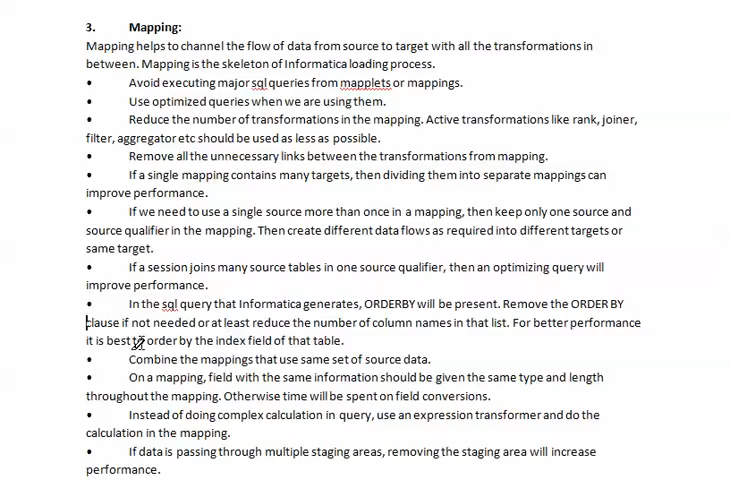 3. Mapping:
Mapping helps to channel the flow of data from source to target with all the transformations in
between. Mapping is the skeleton of Informatica loading process.
• Avoid executing major sql queries from mapplets or mappings.
• Use optimized queries when we are using them.
• Reduce the number of transformations in the mapping. Active transformations like rank, joiner,
filter, aggregator etc should be used as less as possible.
• Remove all the unnecessary links between the transformations from mapping.
• If a single mapping contains many targets, then dividing them into separate mappings can
improve performance.
• If we need to use a single source more than once in a mapping, then keep only one source and
source qualifier in the mapping. Then create different data flows as required into different targets or
same target.
• If a session joins many source tables in one source qualifier, then an optimizing query will
improve performance.
• In the sql query that Informatica generates, ORDERBY will be present. Remove the ORDER BY
clause if not needed or at least reduce the number of column names in that list. For better performance
it is best to order by the index field of that table.
• Combine the mappings that use same set of source data.
• On a mapping, field with the same information should be given the same type and length
throughout the mapping. Otherwise time will be spent on field conversions.
• Instead of doing complex calculation in query, use an expression transformer and do the
calculation in the mapping.
• If data is passing through multiple staging areas, removing the staging area will increase
performance.